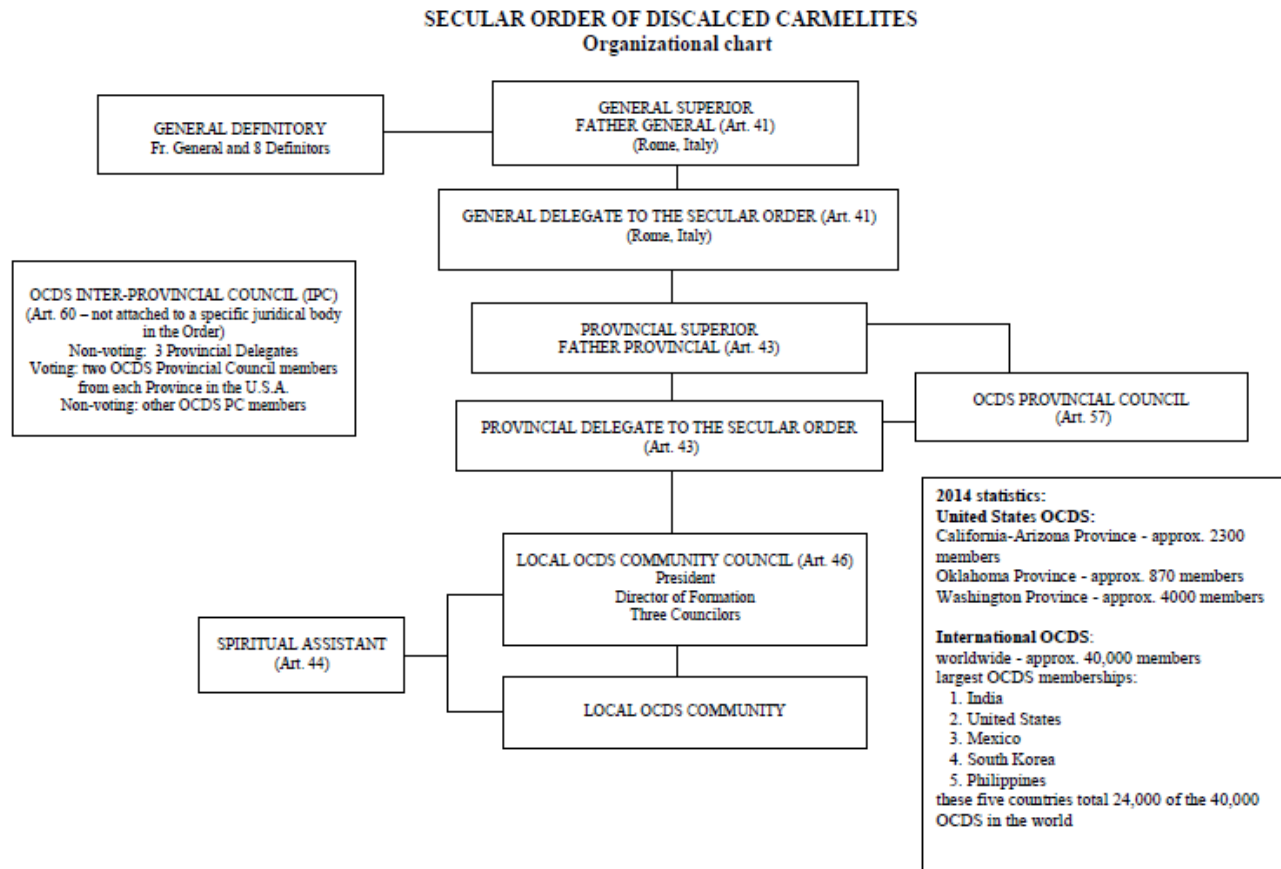 SECULAR ORDER OF DISCALCED CARMELITES
Organizational chart
GENERAL DEFINITORY
Fr. General and 8 Definitors
GENERAL SUPERIOR
FATHER GENERAL (Art. 41)
(Rome, Italy)
GENERAL DELEGATE TO THE SECULAR ORDER (Art. 41)
(Rome, Italy)
OCDS INTER-PROVINCIAL COUNCIL (IPC)
(Art. 60 – not attached to a specific juridical body
in the Order)
Non-voting: 3 Provincial Delegates
Voting: two OCDS Provincial Council members
from each Province in the U.S.A.
Non-voting: other OCDS PC members
PROVINCIAL SUPERIOR
FATHER PROVINCIAL (Art. 43)
OCDS PROVINCIAL COUNCIL
(Art. 57)
PROVINCIAL DELEGATE TO THE SECULAR ORDER
(Art. 43)
LOCAL OCDS COMMUNITY COUNCIL (Art. 46)
President
Director of Formation
Three Councilors
SPIRITUAL ASSISTANT
(Art. 44)
LOCAL OCDS COMMUNITY
2014 statistics:
United States OCDS:
California-Arizona Province - approx. 2300
members
Oklahoma Province - approx. 870 members
Washington Province - approx. 4000 members
International OCDS:
worldwide - approx. 40,000 members
largest OCDS memberships:
1. India
2. United States
3. Mexico
4. South Korea
5. Philippines
these five countries total 24,000 of the 40,000
OCDS in the world